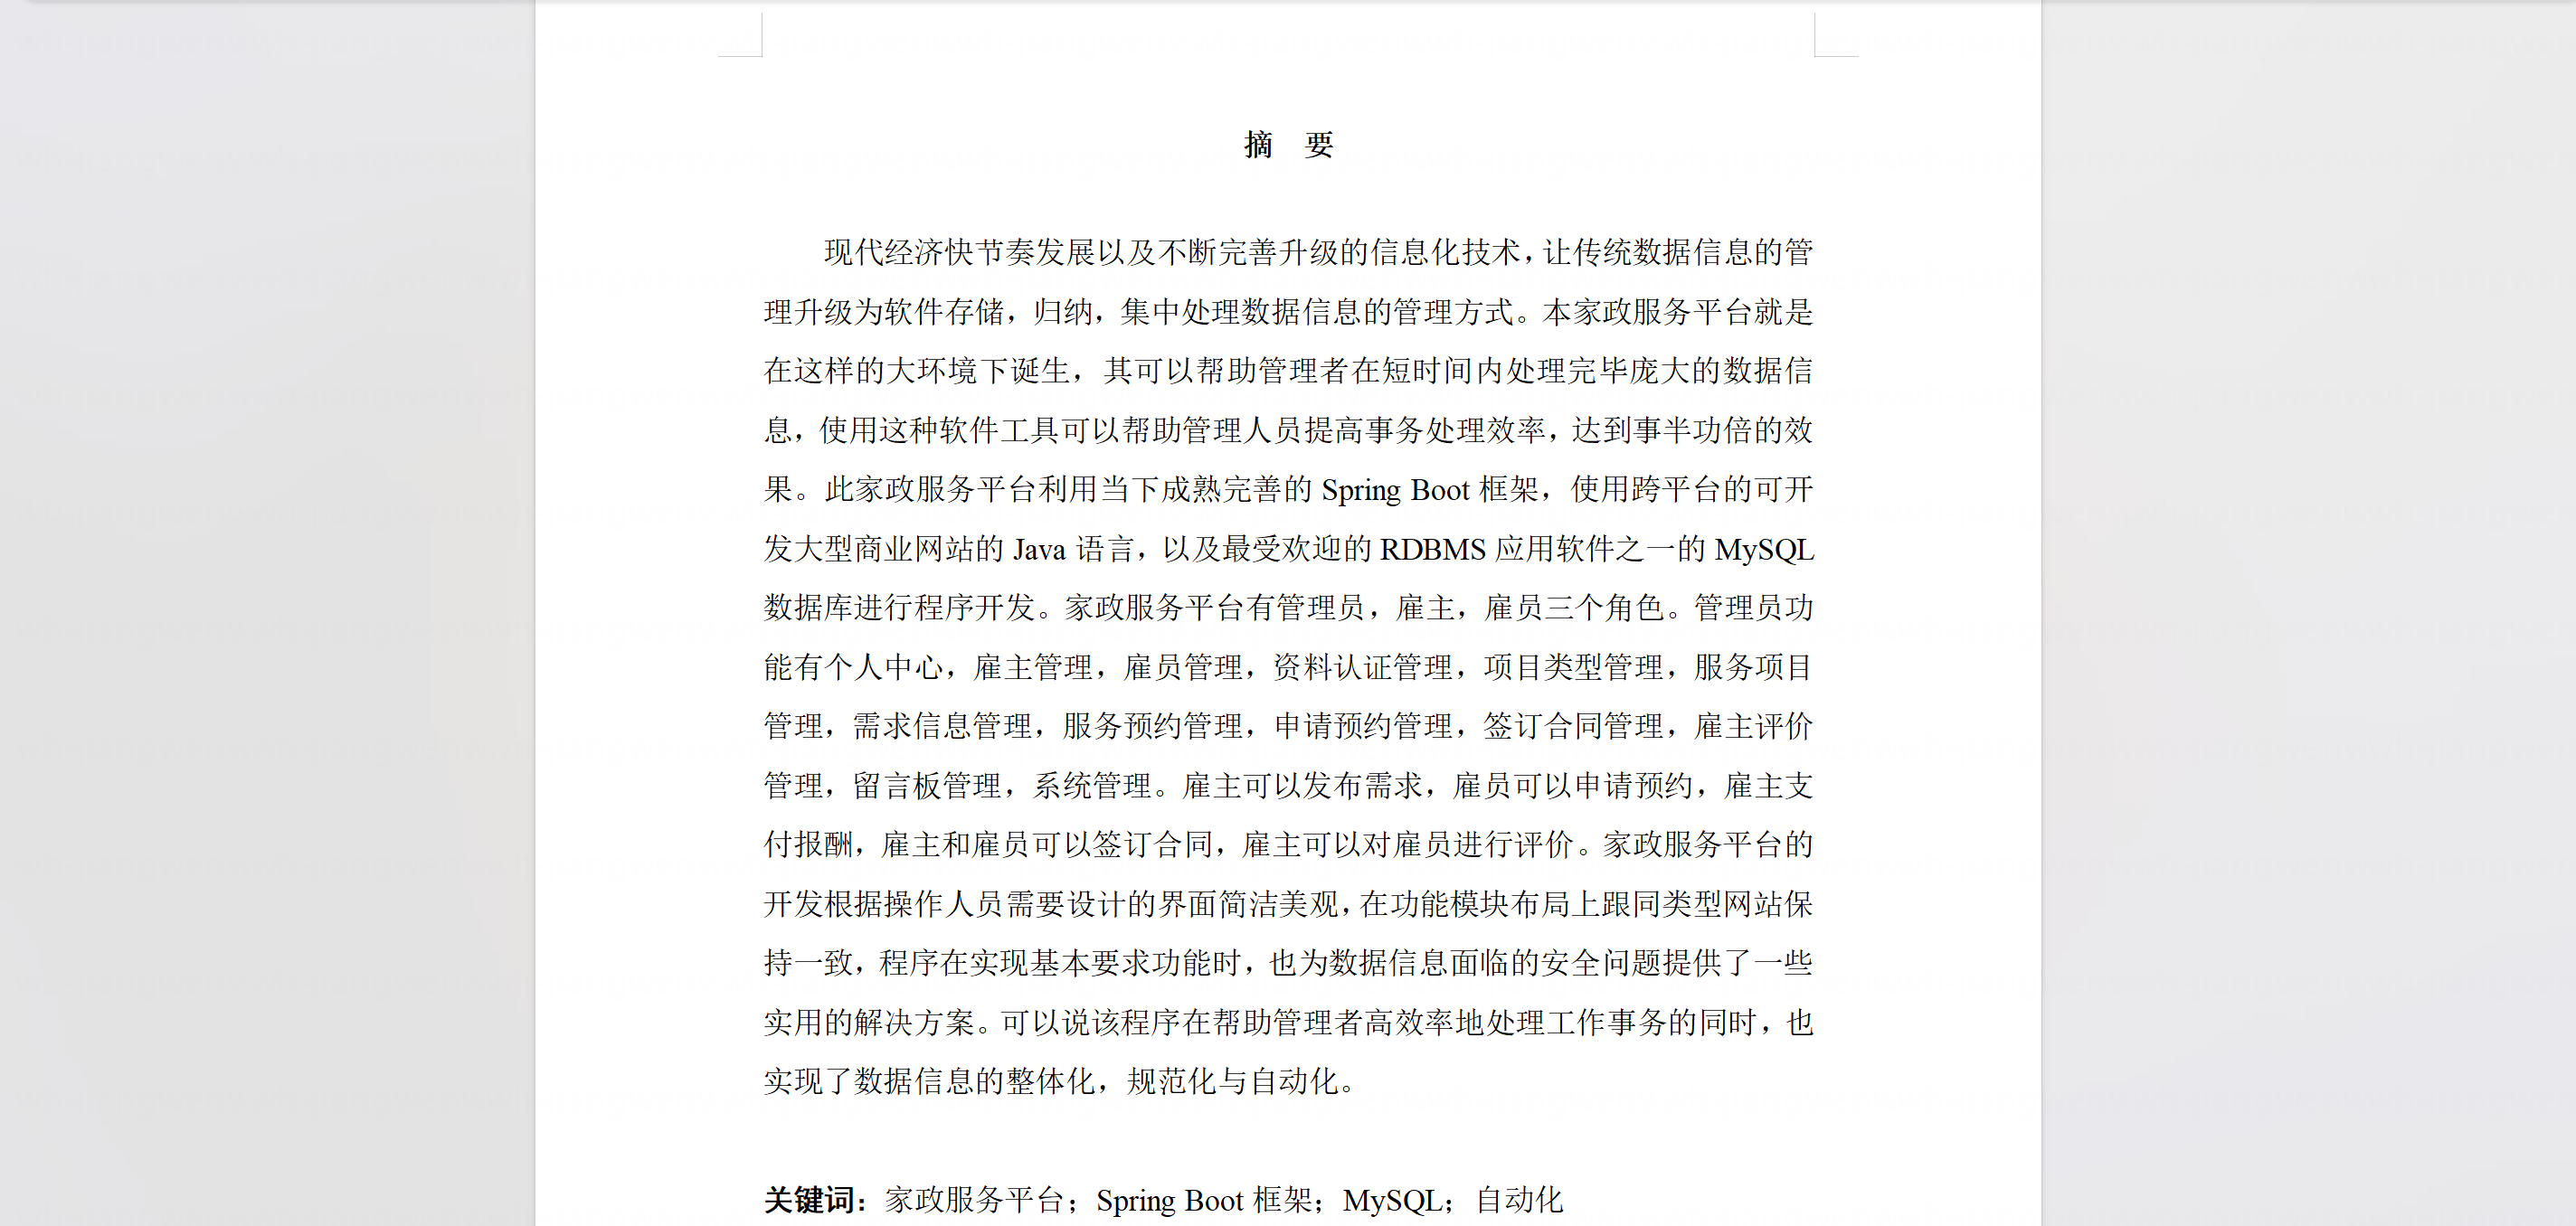 摘 要
现代经济快节奏发展以及不断完善升级的信息化技术，让传统数据信息的管
理升级为软件存储，归纳，集中处理数据信息的管理方式。本家政服务平台就是
在这样的大环境下诞生，其可以帮助管理者在短时间内处理完毕庞大的数据信
息，使用这种软件工具可以帮助管理人员提高事务处理效率，达到事半功倍的效
果。此家政服务平台利用当下成熟完善的 Spring Boot 框架，使用跨平台的可开
发大型商业网站的 Java 语言，以及最受欢迎的 RDBMS 应用软件之一的 MySQL
数据库进行程序开发。家政服务平台有管理员，雇主，雇员三个角色。管理员功
能有个人中心，雇主管理，雇员管理，资料认证管理，项目类型管理，服务项目
管理，需求信息管理，服务预约管理，申请预约管理，签订合同管理，雇主评价
管理，留言板管理，系统管理。雇主可以发布需求，雇员可以申请预约，雇主支
付报酬，雇主和雇员可以签订合同，雇主可以对雇员进行评价。家政服务平台的
开发根据操作人员需要设计的界面简洁美观，在功能模块布局上跟同类型网站保
持一致，程序在实现基本要求功能时，也为数据信息面临的安全问题提供了一些
实用的解决方案。可以说该程序在帮助管理者高效率地处理工作事务的同时，也
实现了数据信息的整体化，规范化与自动化。
关键词：家政服务平台；Spring Boot 框架；MySQL；自动化